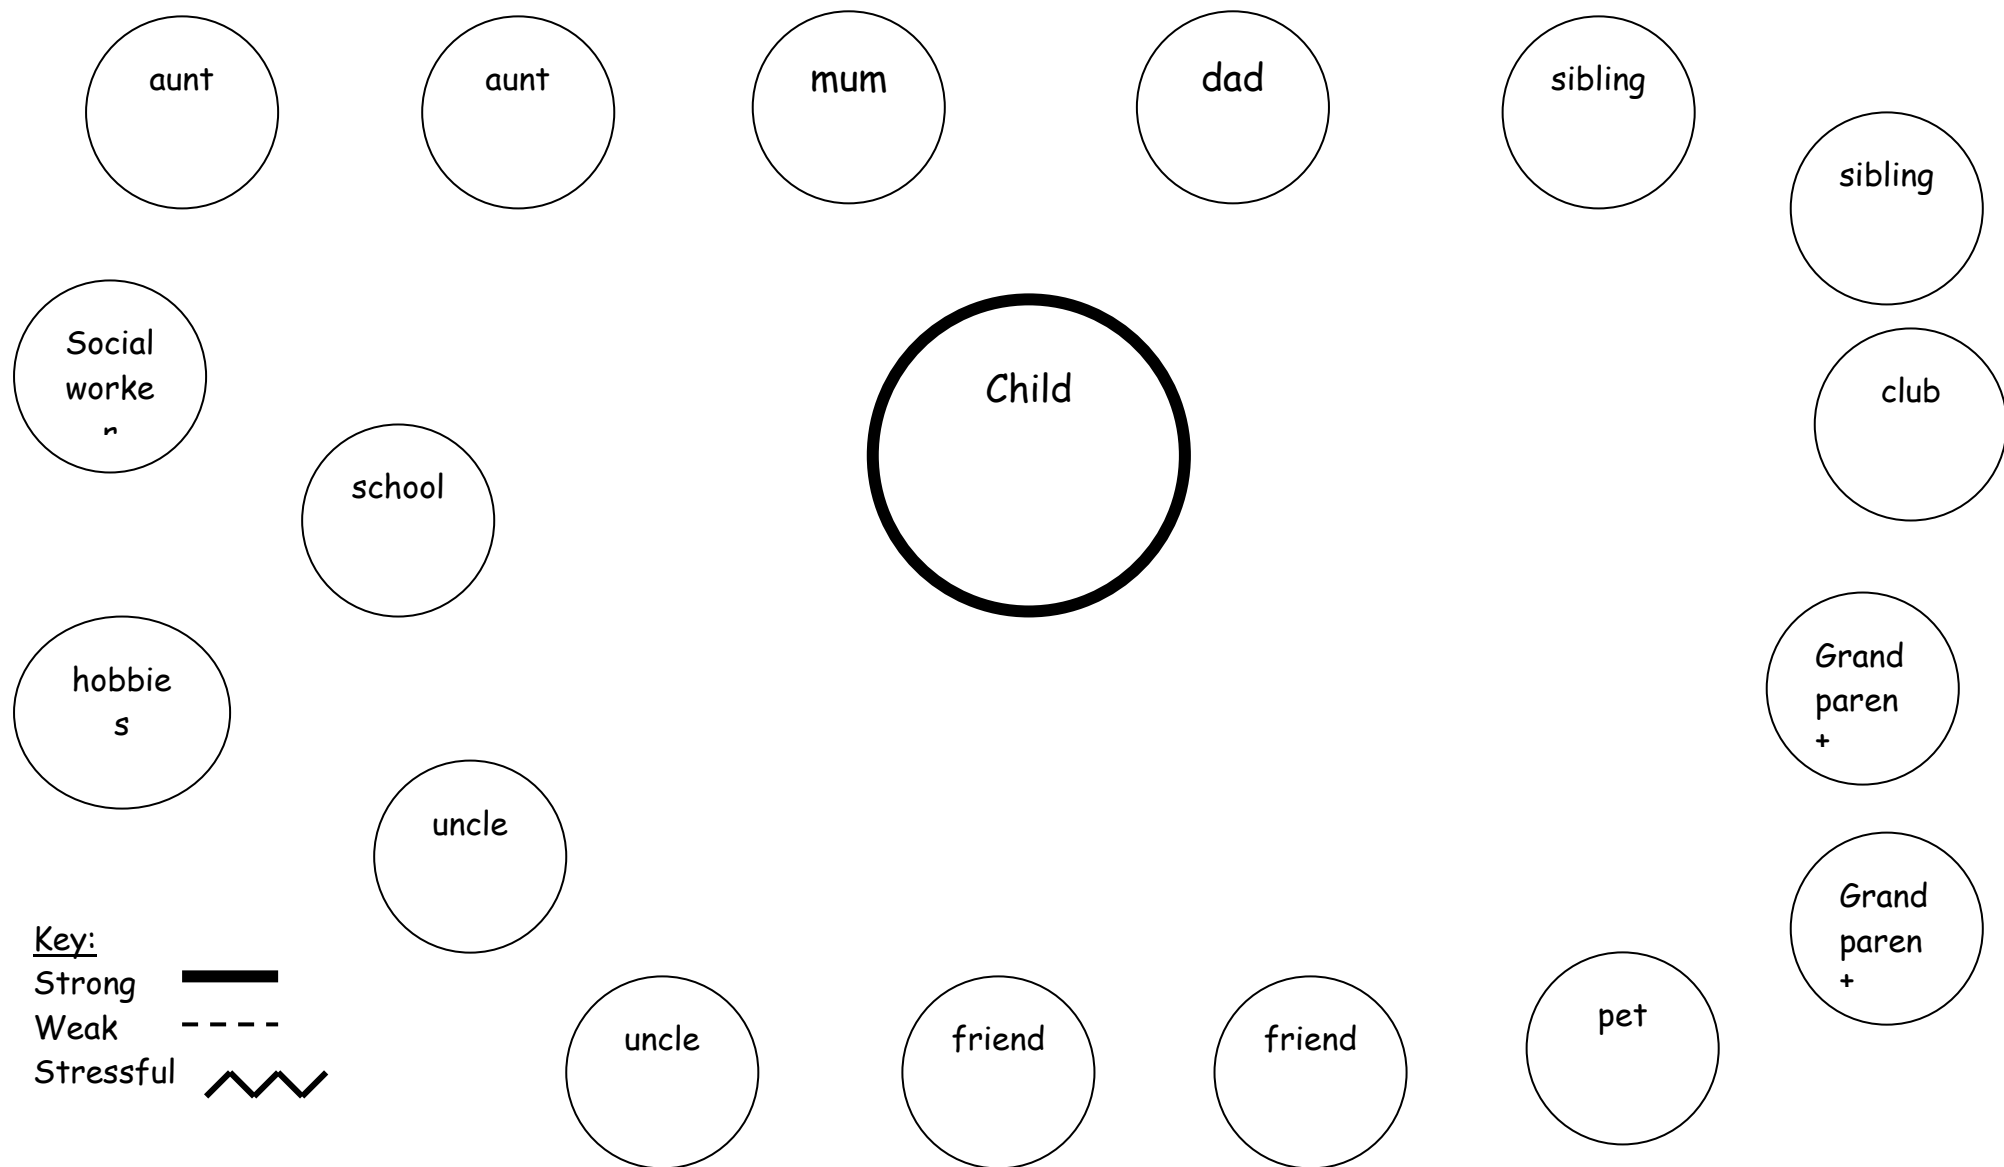 aunt
aunt
mum
dad
sibling
sibling
Social
worke
r
Child
club
school
hobbie
s
Grand
paren
uncle
Grand
paren
Key:
Strong
Weak
Stressful
uncle
friend
friend
pet